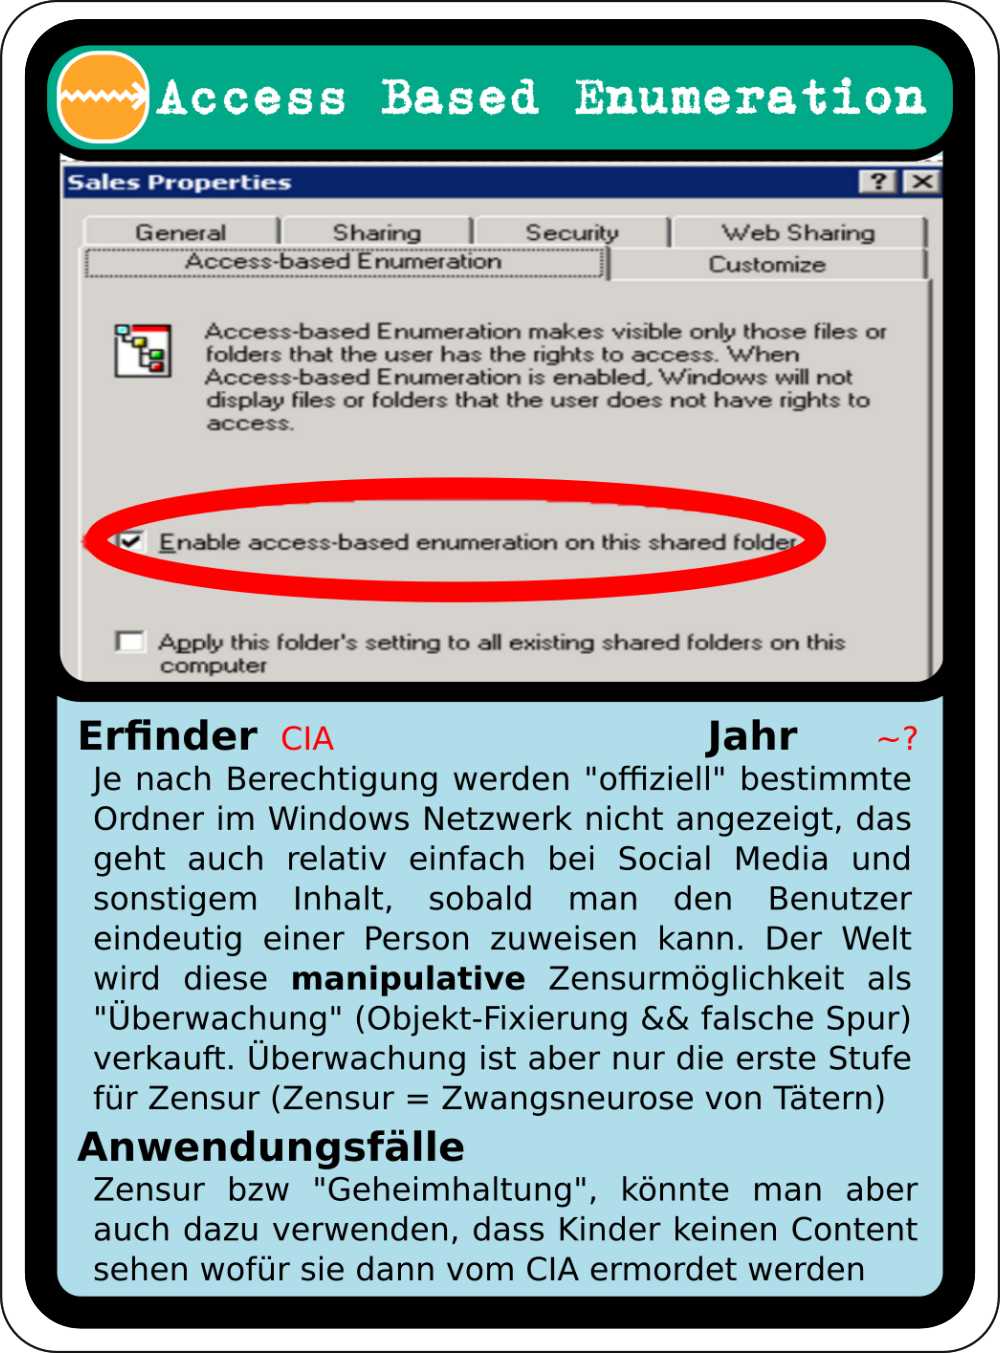 Access Based Enumeration
Sales Properties
General Sharing Security Web Sharing
Access-based Enumeration Customize
Access-based Enumeration makes visible only those files or
folders that the user has the rights to access. When
Access-based Enumeration is enabled, Windows will not
display files or folders that the user does not have rights to
access.
Enable access-based enumeration on this shared folder
Apply this folder's setting to all existing shared folders on this
computer
Erfinder CIA Jahr ~?
Je nach Berechtigung werden "offiziell" bestimmte
Ordner im Windows Netzwerk nicht angezeigt, das
geht auch relativ einfach bei Social Media und
sonstigem Inhalt, sobald man den Benutzer
eindeutig einer Person zuweisen kann. Der Welt
wird diese manipulative Zensurmöglichkeit als
"Überwachung" (Objekt-Fixierung && falsche Spur)
verkauft. Überwachung ist aber nur die erste Stufe
für Zensur (Zensur = Zwangsneurose von Tätern)
Anwendungsfälle
Zensur bzw "Geheimhaltung", könnte man aber
auch dazu verwenden, dass Kinder keinen Content
sehen wofür sie dann vom CIA ermordet werden